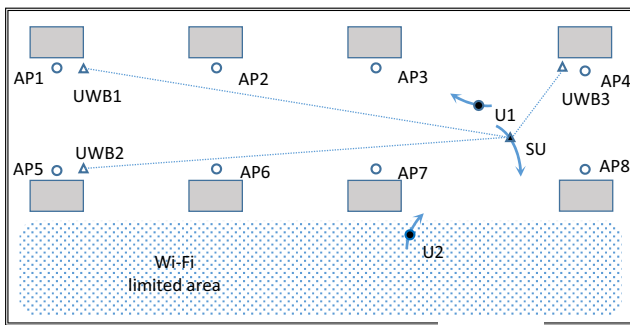 AP1
UWB1
AP2
AP3
AP4
UWB3
U1
SU
AP5
UWB2
AP6
AP7
AP8
U2
Wi-Fi
limited area